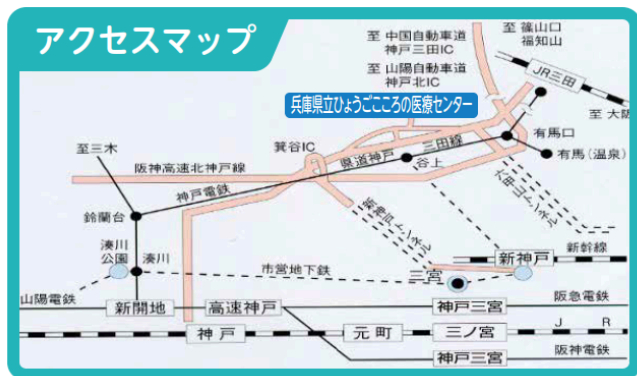 アクセスマップ
至 中国自動車道
神戸三田IC
至 篠山口
福知山
至 山陽自動車道
神戸北IC
JR三田
至 大阪
兵庫県立ひょうごこころの医療センター
有馬口
有馬(温泉)
箕谷IC
三田線
県道神戸
谷上
至三木
阪神高速北神戸線
神戸電鉄
六甲山トンネル
新神戸トンネル
鈴蘭台
新神戸
新幹線
湊川
公園
湊川
市営地下鉄
三宮
山陽電鉄
新開地
高速神戸
神戸三宮
阪急電鉄
神戸
元町
三ノ宮
J R
神戸三宮
阪神電鉄